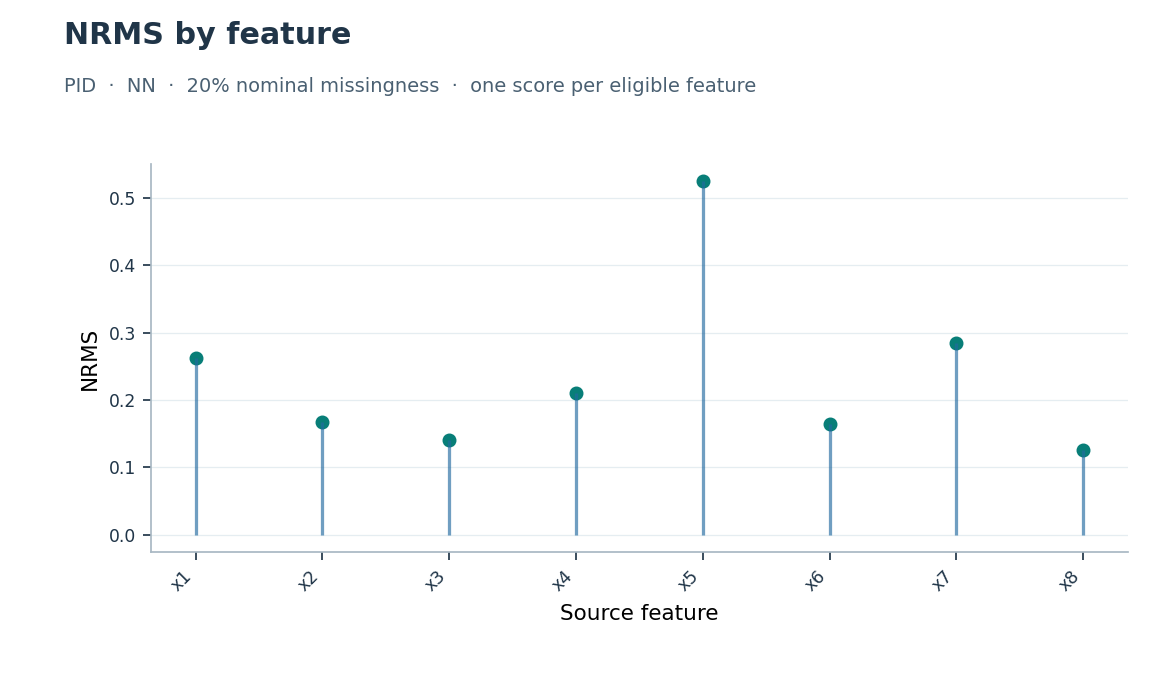 NRMS by feature
PID · NN · 20% nominal missingness · one score per eligible feature
NRMS
0.5
0.4
0.3
0.2
0.1
0.0
x1 x2 x3 x4 x5 x6 x7 x8
Source feature